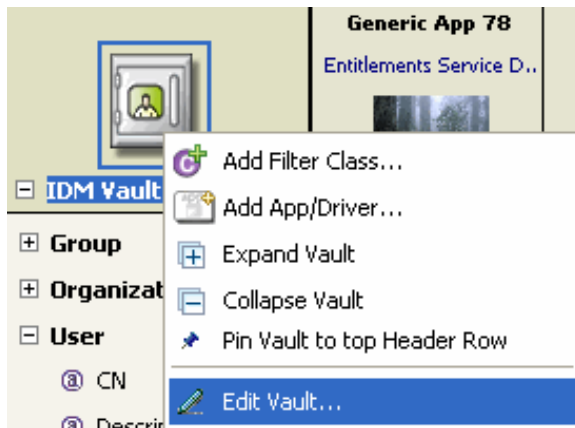 Generic App 78
Entitlements Service D..
IDM Vault
Add Filter Class...
Add App/Driver...
Group
Expand Vault
Organizat
Collapse Vault
User
Pin Vault to top Header Row
CN
Edit Vault...
Descrip